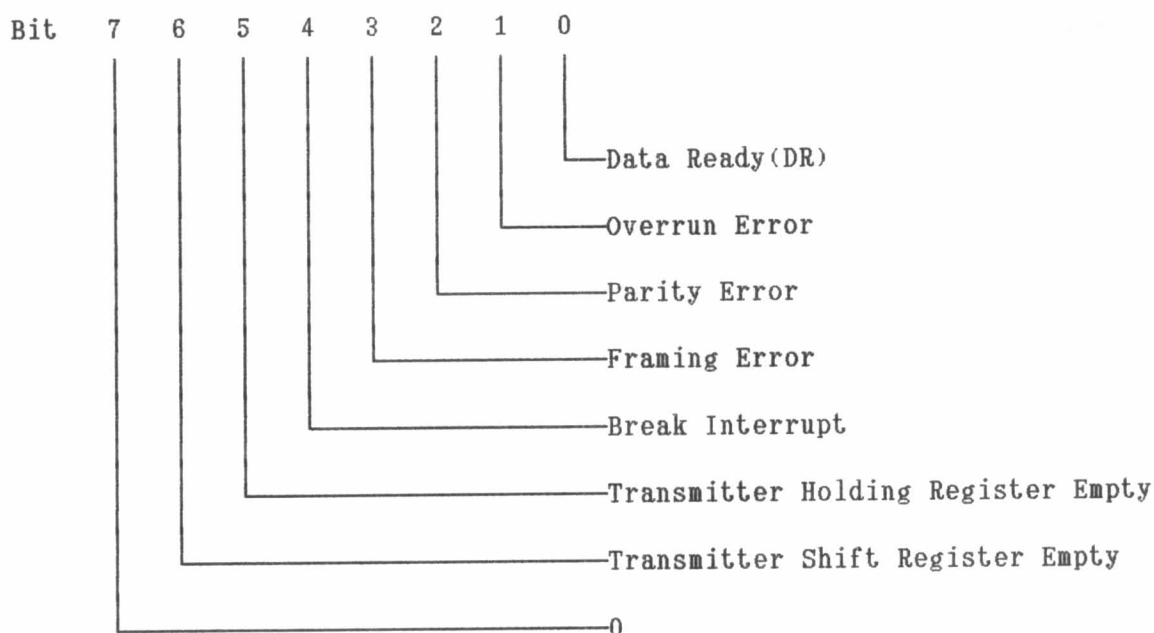 Bit 7 6 5 4 3 2 1 0
Data Ready(DR)
Overrun Error
Parity Error
Framing Error
Break Interrupt
Transmitter Holding Register Empty
Transmitter Shift Register Empty
0